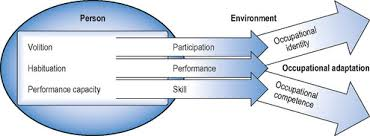 Person
Environment
Volition
Participation
Occupational identity
Habituation
Performance
Occupational adaptation
Performance capacity
Skill
Occupational competence